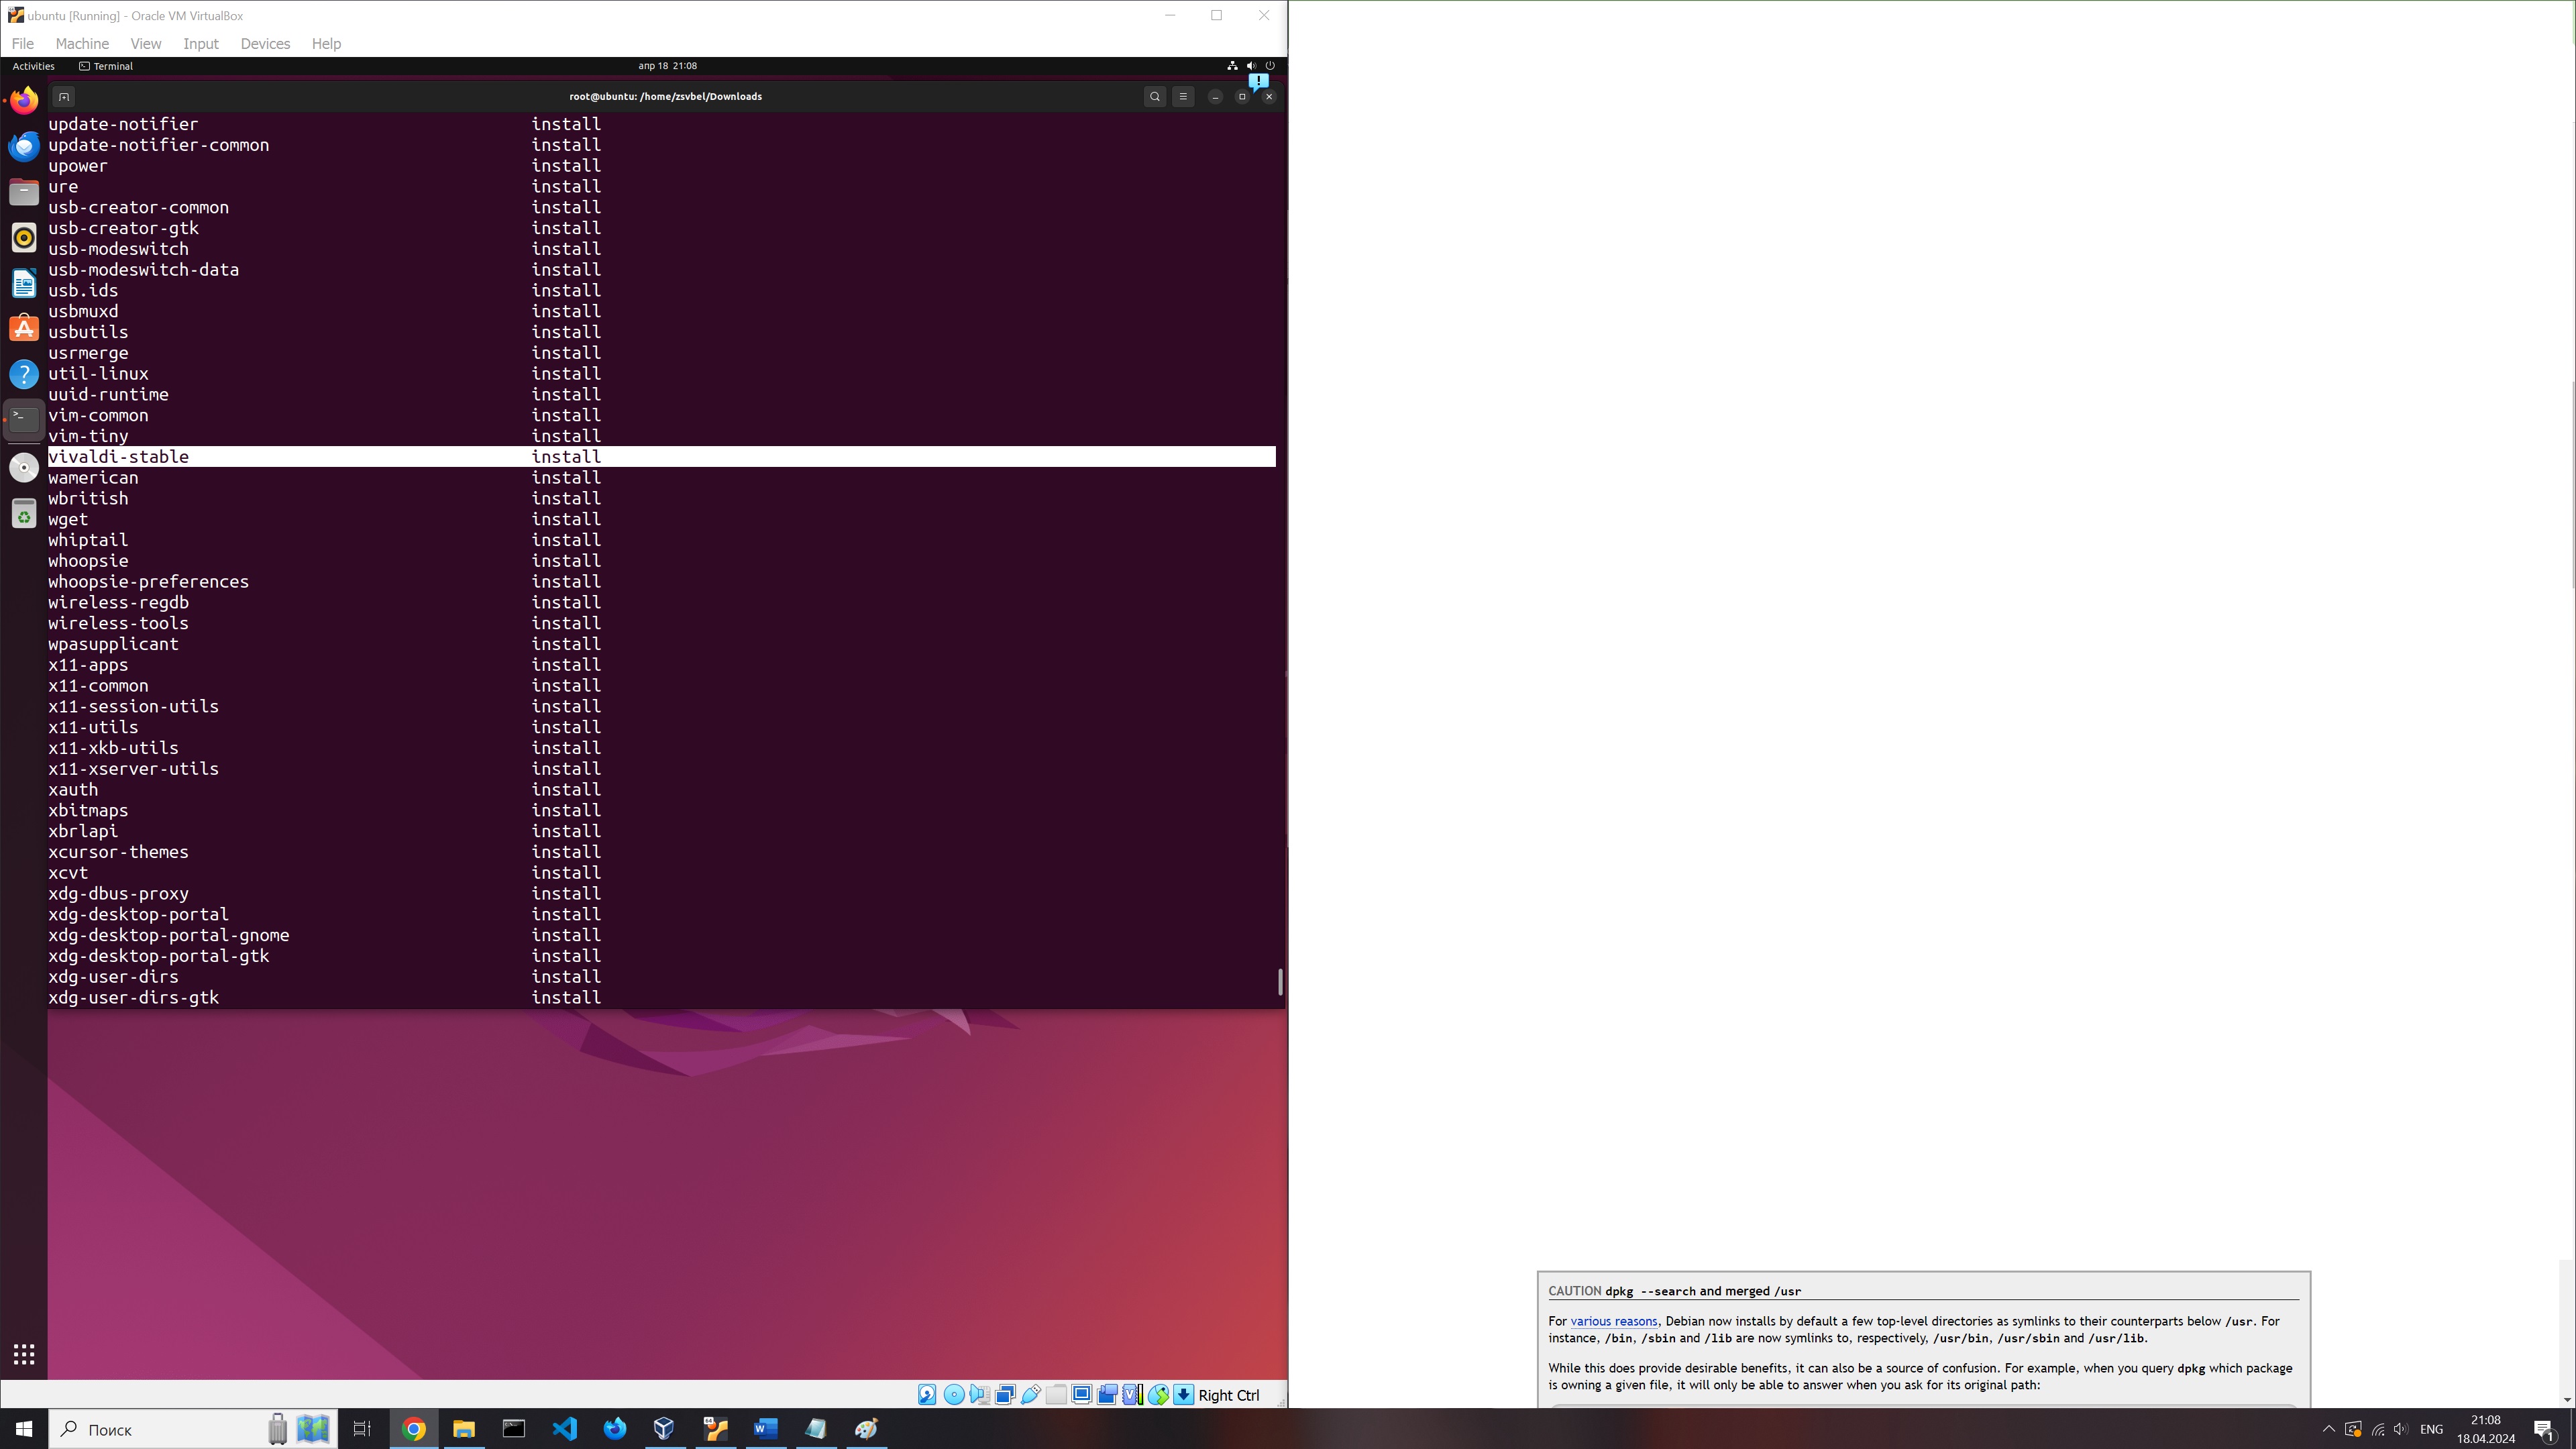 ubuntu [Running] - Oracle VM VirtualBox
File Machine View Input Devices Help
Activities Terminal апр 18 21:08
root@ubuntu: /home/zsvbel/Downloads
update-notifier install
update-notifier-common install
upower install
ure install
usb-creator-common install
usb-creator-gtk install
usb-modeswitch install
usb-modeswitch-data install
usb.ids install
usbmuxd install
usbutils install
usrmerge install
util-linux install
uuid-runtime install
vim-common install
vim-tiny install
vivaldi-stable install
wamerican install
wbritish install
wget install
whiptail install
whoopsie install
whoopsie-preferences install
wireless-regdb install
wireless-tools install
wpasupplicant install
x11-apps install
x11-common install
x11-session-utils install
x11-utils install
x11-xkb-utils install
x11-xserver-utils install
xauth install
xbitmaps install
xbrlapi install
xcursor-themes install
xcvt install
xdg-dbus-proxy install
xdg-desktop-portal install
xdg-desktop-portal-gnome install
xdg-desktop-portal-gtk install
xdg-user-dirs install
xdg-user-dirs-gtk install
Right Ctrl
CAUTION dpkg --search and merged /usr
For various reasons, Debian now installs by default a few top-level directories as symlinks to their counterparts below /usr. For
instance, /bin, /sbin and /lib are now symlinks to, respectively, /usr/bin, /usr/sbin and /usr/lib.
While this does provide desirable benefits, it can also be a source of confusion. For example, when you query dpkg which package
is owning a given file, it will only be able to answer when you ask for its original path:
Поиск
ENG
21:08
18.04.2024
1